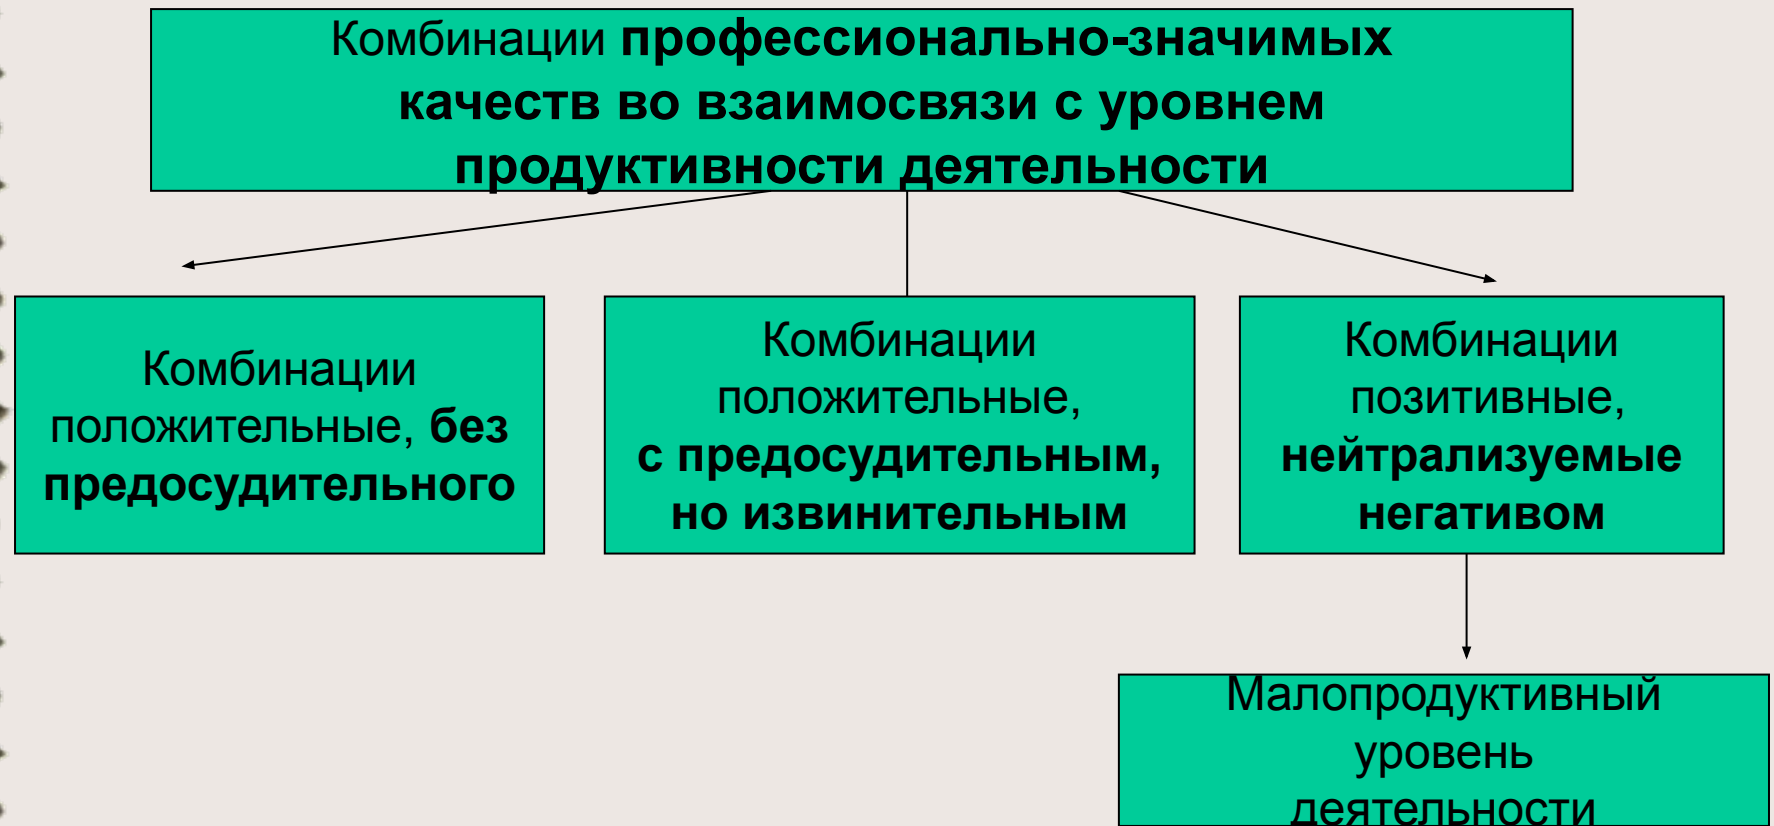 Комбинации профессионально-значимых
качеств во взаимосвязи с уровнем
продуктивности деятельности
Комбинации
положительные, без
предосудительного
Комбинации
положительные,
с предосудительным,
но извинительным
Комбинации
позитивные,
нейтрализуемые
негативом
Малопродуктивный
уровень
деятельности